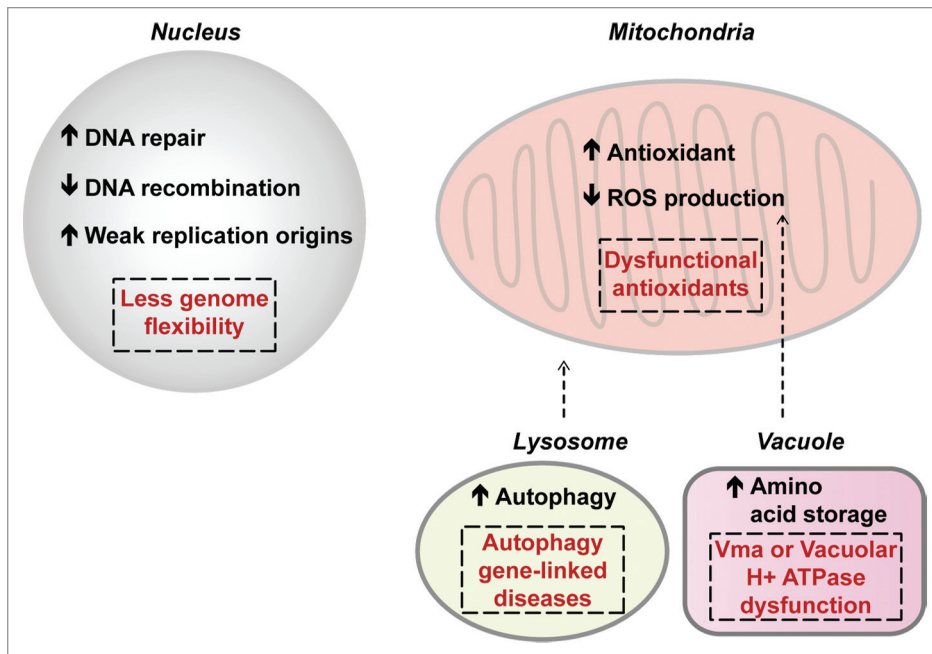 Nucleus
↑ DNA repair
↓ DNA recombination
↑ Weak replication origins
Less genome
flexibility
Mitochondria
↑ Antioxidant
↓ ROS production
Dysfunctional
antioxidants
Lysosome
↑ Autophagy
Autophagy
gene-linked
diseases
Vacuole
↑ Amino
acid storage
Vma or Vacuolar
H+ ATPase
dysfunction